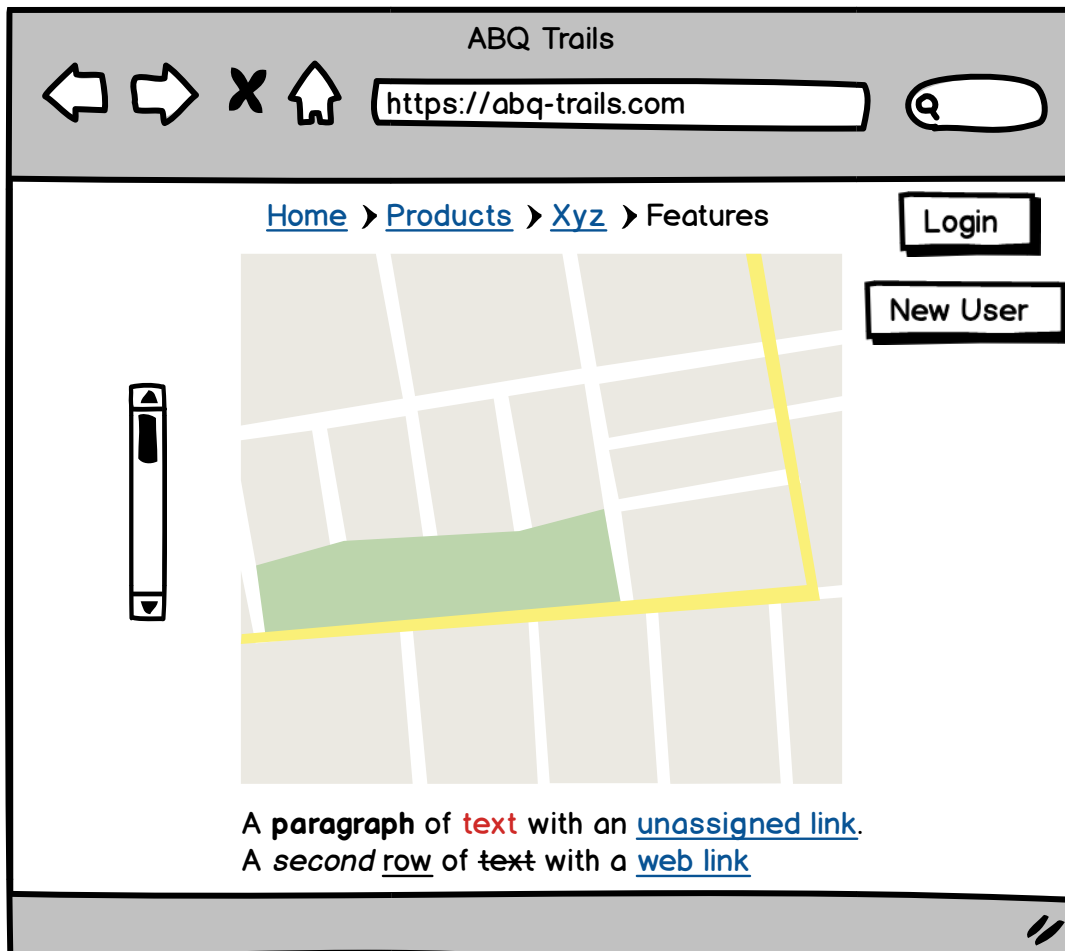 ABQ Trails
https://abq-trails.com
Home Products Xyz Features
Login
New User
A paragraph of text with an unassigned link.
A second row of text with a web link